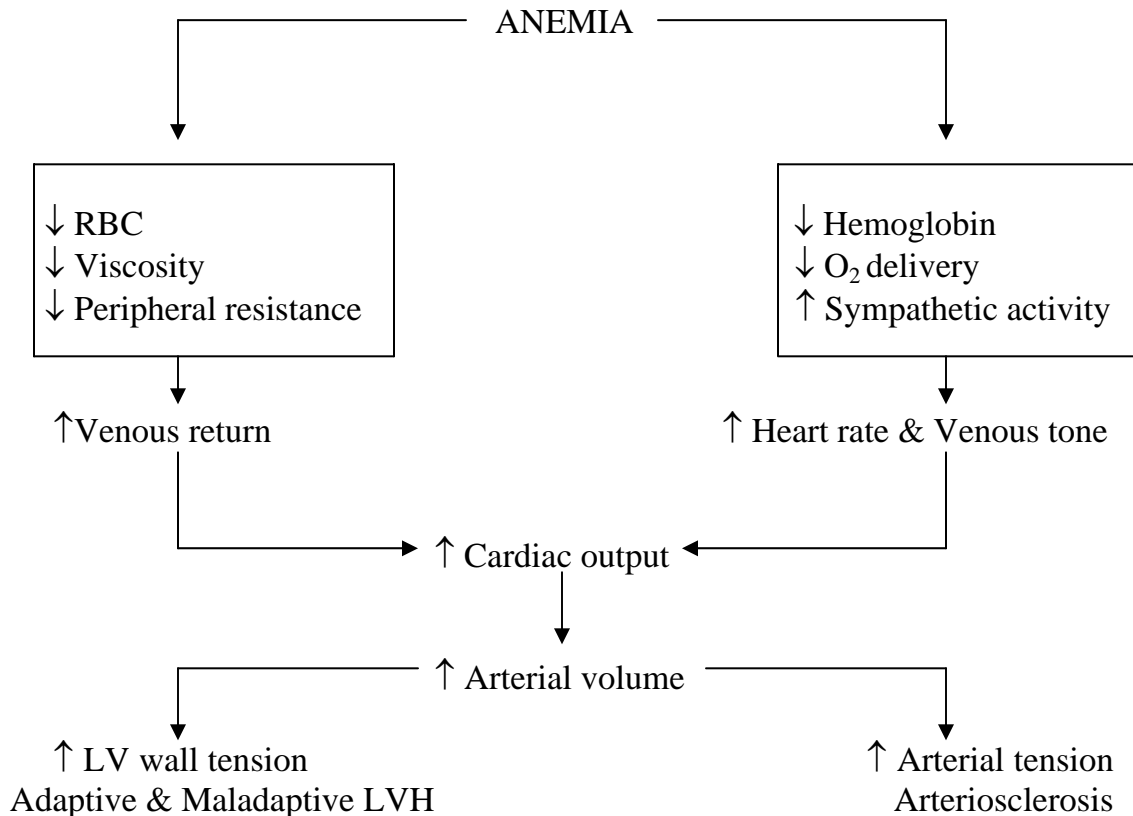 ANEMIA
↓ RBC
↓ Viscosity
↓ Peripheral resistance
↓ Hemoglobin
↓ O₂ delivery
↑ Sympathetic activity
↑Venous return
↑ Heart rate & Venous tone
↑ Cardiac output
↑ Arterial volume
↑ LV wall tension
Adaptive & Maladaptive LVH
↑ Arterial tension
Arteriosclerosis